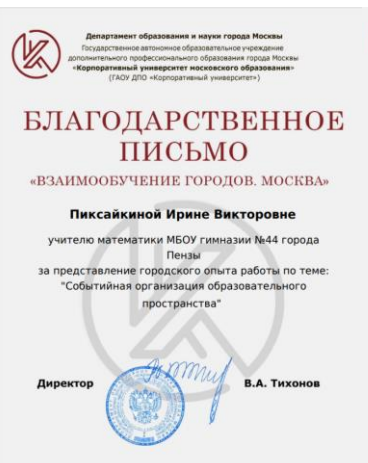 Департамент образования и науки города Москвы
Государственное автономное образовательное учреждение
дополнительного профессионального образования города Москвы
«Корпоративный университет московского образования»
(ГАОУ ДПО «Корпоративный университет»)
БЛАГОДАРСТВЕННОЕ
ПИСЬМО
«ВЗАИМООБУЧЕНИЕ ГОРОДОВ. МОСКВА»
Пиксайкиной Ирине Викторовне
учителю математики МБОУ гимназии №44 города
Пензы
за представление городского опыта работы по теме:
"Событийная организация образовательного
пространства"
Директор
В.А. Тихонов